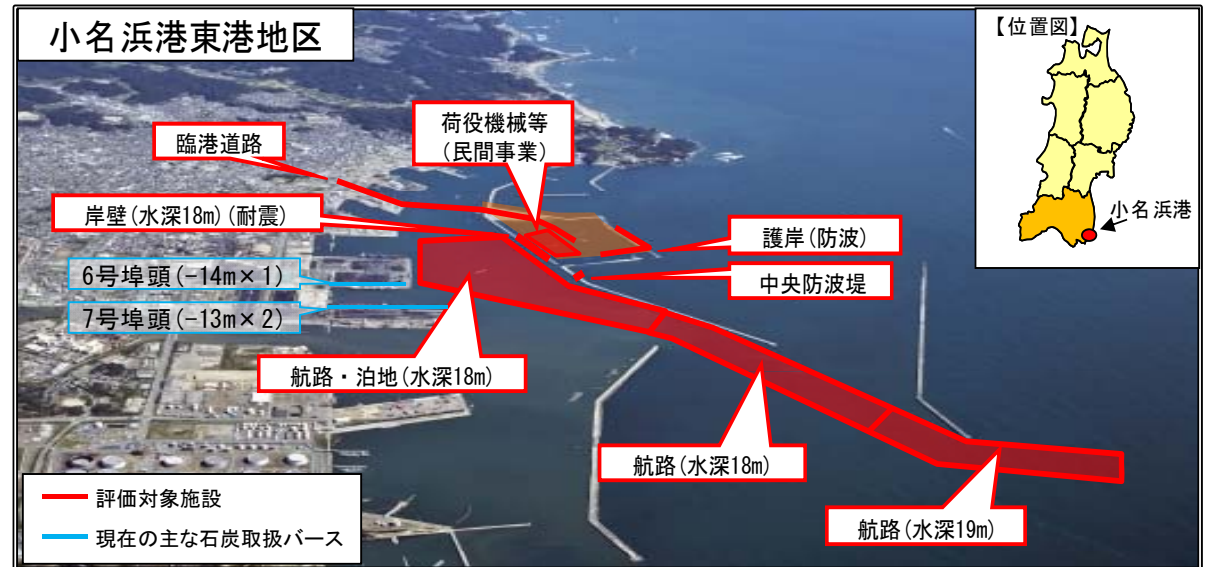 小名浜港東港地区
【位置図】
小名浜港
荷役機械等
(民間事業)
臨港道路
岸壁(水深18m)(耐震)
護岸(防波)
6号埠頭(-14m×1)
中央防波堤
7号埠頭(-13m×2)
航路・泊地(水深18m)
航路(水深18m)
航路(水深19m)
評価対象施設
現在の主な石炭取扱バース